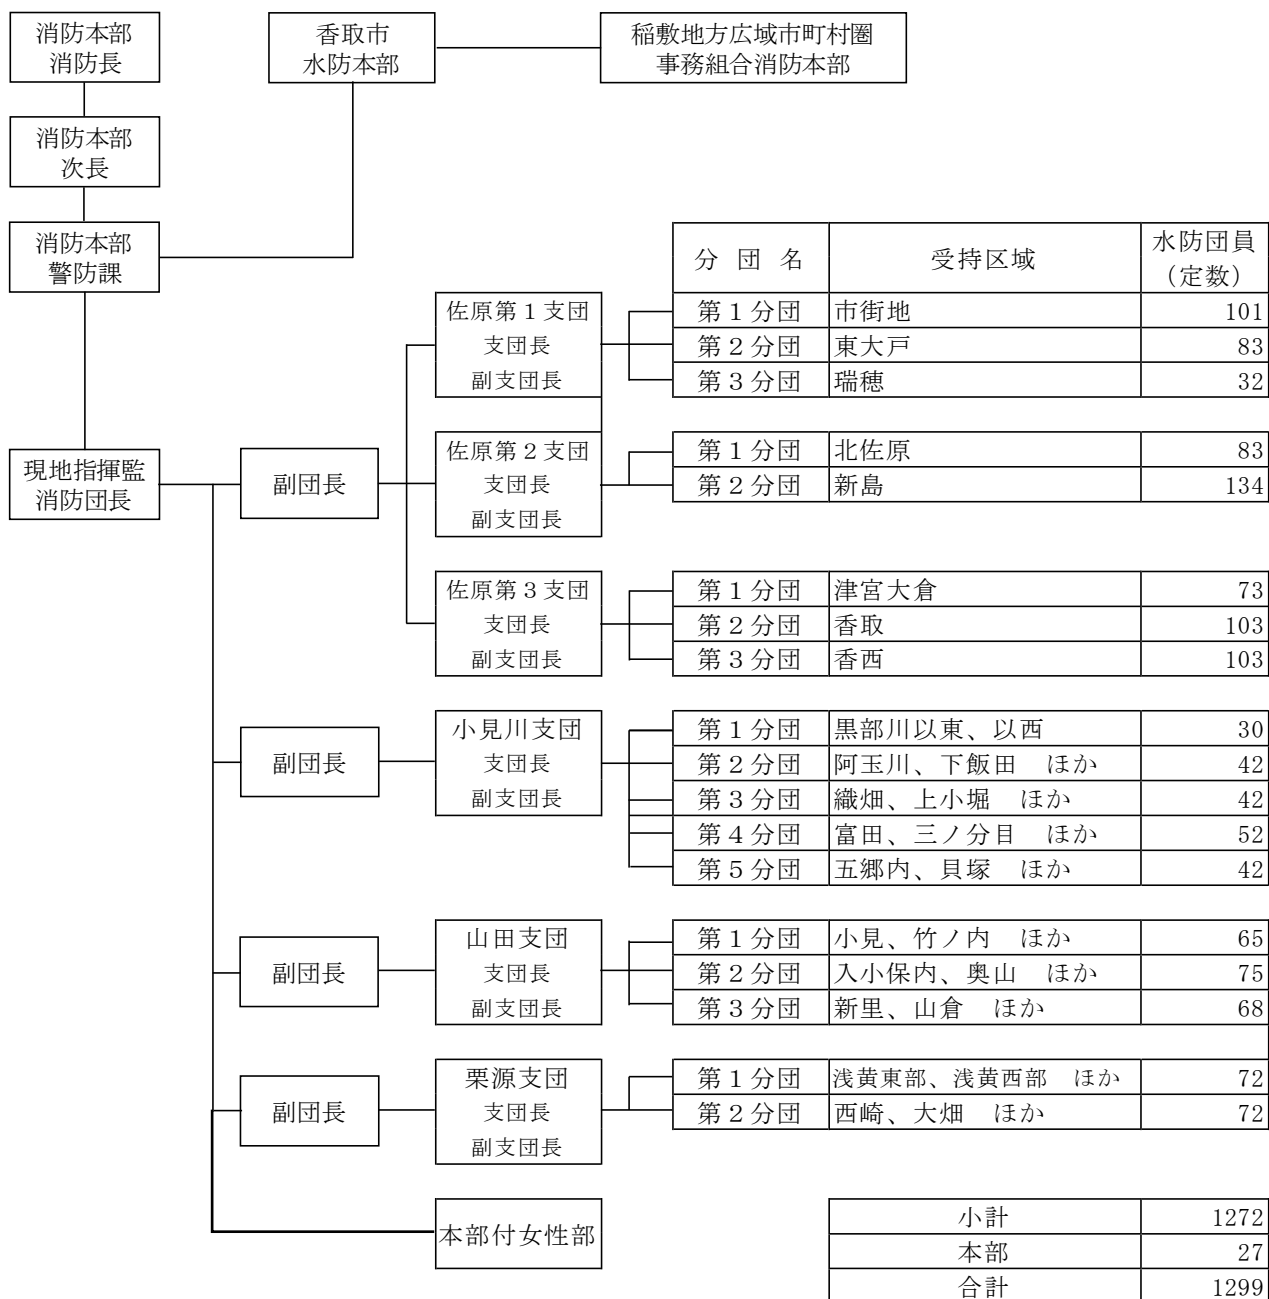 消防本部
消防長
香取市
水防本部
稲敷地方広域市町村圏
事務組合消防本部
消防本部
次長
消防本部
警防課
分 団 名 受持区域 水防団員
(定数)
佐原第1支団
支団長
副支団長
第1分団 市街地 101
第2分団 東大戸 83
第3分団 瑞穂 32
現地指揮監
消防団長
副団長
佐原第2支団
支団長
副支団長
第1分団 北佐原 83
第2分団 新島 134
佐原第3支団
支団長
副支団長
第1分団 津宮大倉 73
第2分団 香取 103
第3分団 香西 103
副団長
小見川支団
支団長
副支団長
第1分団 黒部川以東、以西 30
第2分団 阿玉川、下飯田 ほか 42
第3分団 織畑、上小堀 ほか 42
第4分団 富田、三ノ分目 ほか 52
第5分団 五郷内、貝塚 ほか 42
副団長
山田支団
支団長
副支団長
第1分団 小見、竹ノ内 ほか 65
第2分団 入小保内、奥山 ほか 75
第3分団 新里、山倉 ほか 68
副団長
栗源支団
支団長
副支団長
第1分団 浅黄東部、浅黄西部 ほか 72
第2分団 西崎、大畑 ほか 72
本部付女性部
小計 1272
本部 27
合計 1299